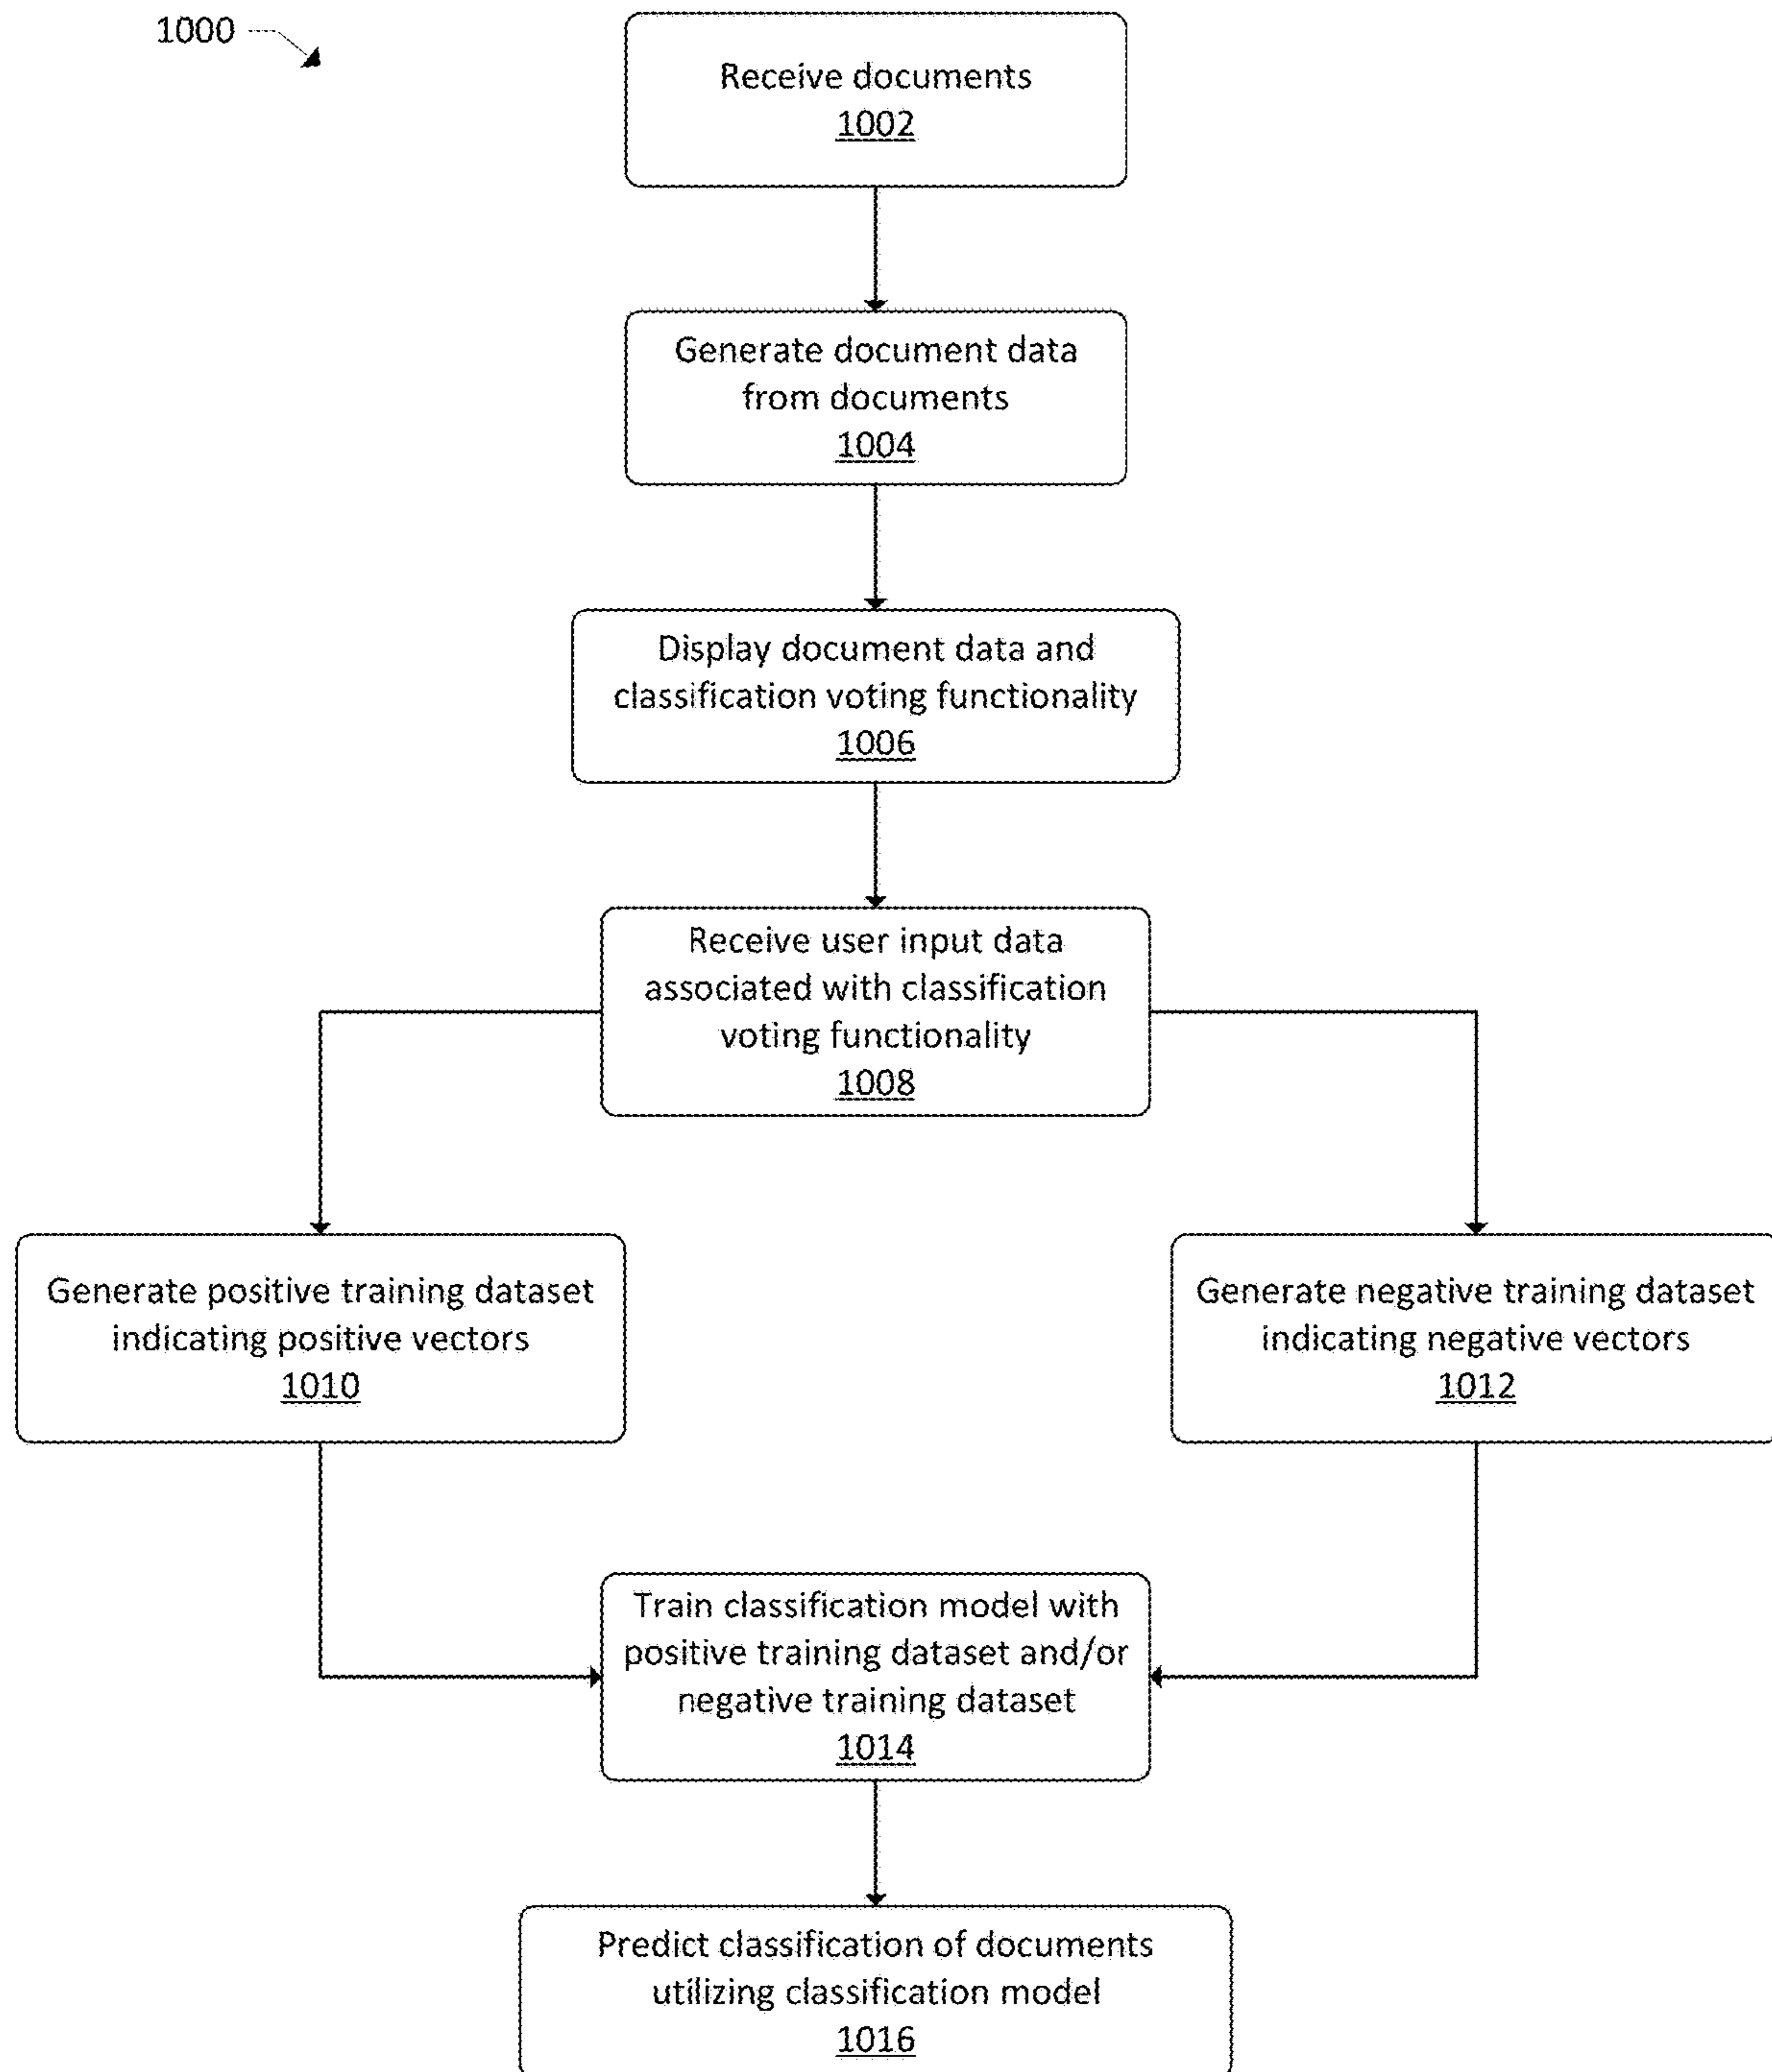 1000
Receive documents
1002
Generate document data
from documents
1004
Display document data and
classification voting functionality
1006
Receive user input data
associated with classification
voting functionality
1008
Generate positive training dataset
indicating positive vectors
1010
Generate negative training dataset
indicating negative vectors
1012
Train classification model with
positive training dataset and/or
negative training dataset
1014
Predict classification of documents
utilizing classification model
1016